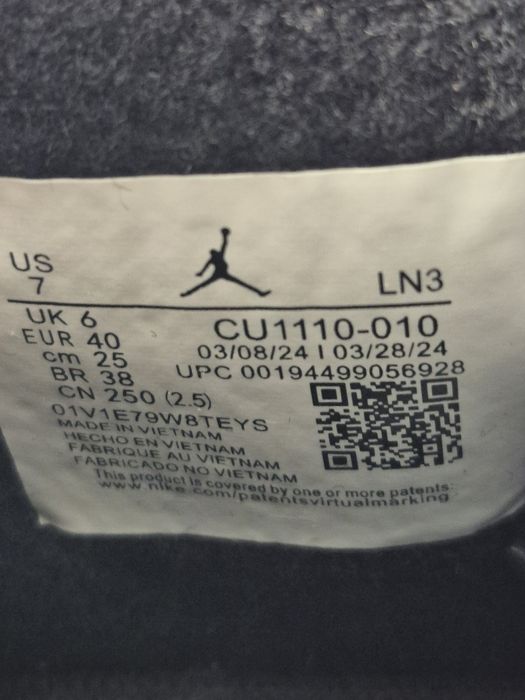 US
7
LN3
UK 6
EUR 40
cm 25
BR 38
CN 250 (2.5)
CU1110-010
03/08/24 I 03/28/24
UPC 00194499056928
01V1E79W8TEYS
MADE IN VIETNAM
HECHO EN VIETNAM
FABRIQUE AU VIETNAM
FABRICADO NO VIETNAM
This product is covered by one or more patents:
www.nike.com/patentsvirtualmarking